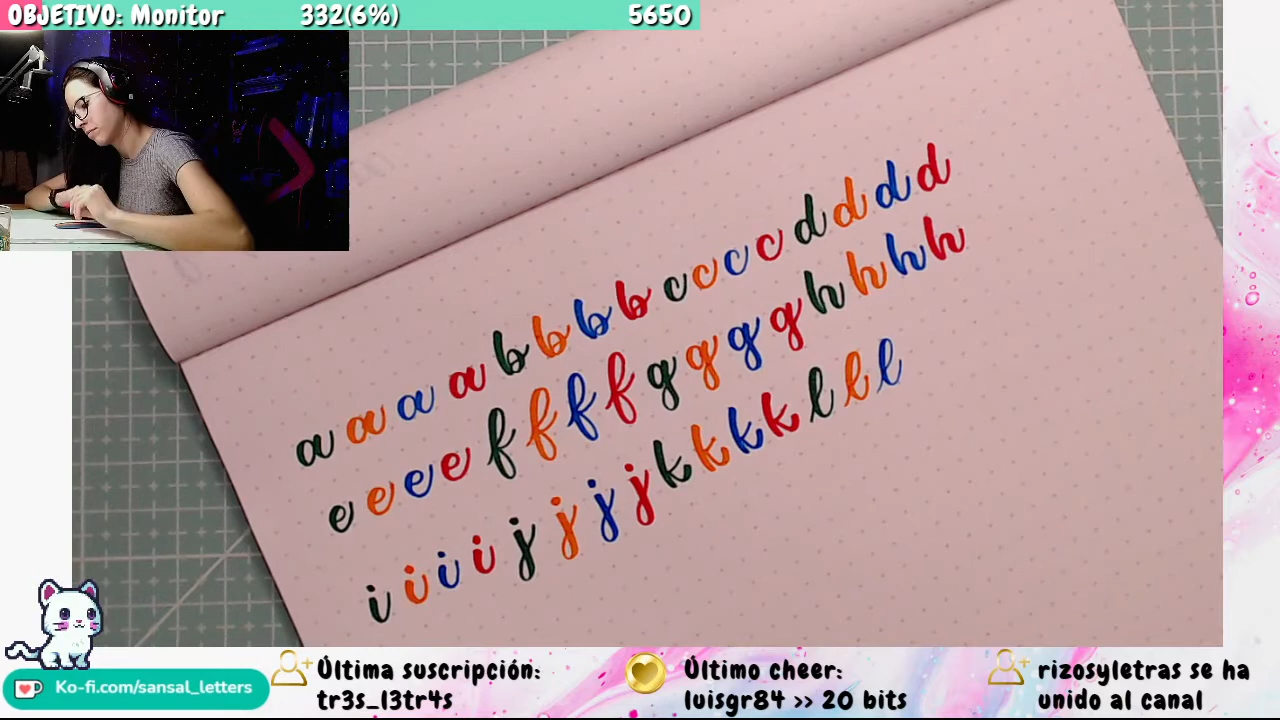 OBJETIVO: Monitor 332(6%) 5650
a a a a b b b b c c c c d d d d
e e e e f f f f g g g g h h h h
i i i i j j j j k k k k l l l
Ko-fi.com/sansal_letters
Última suscripción:
tr3s_l3tr4s
Último cheer:
luisgr84 >> 20 bits
rizosyletras se ha
unido al canal